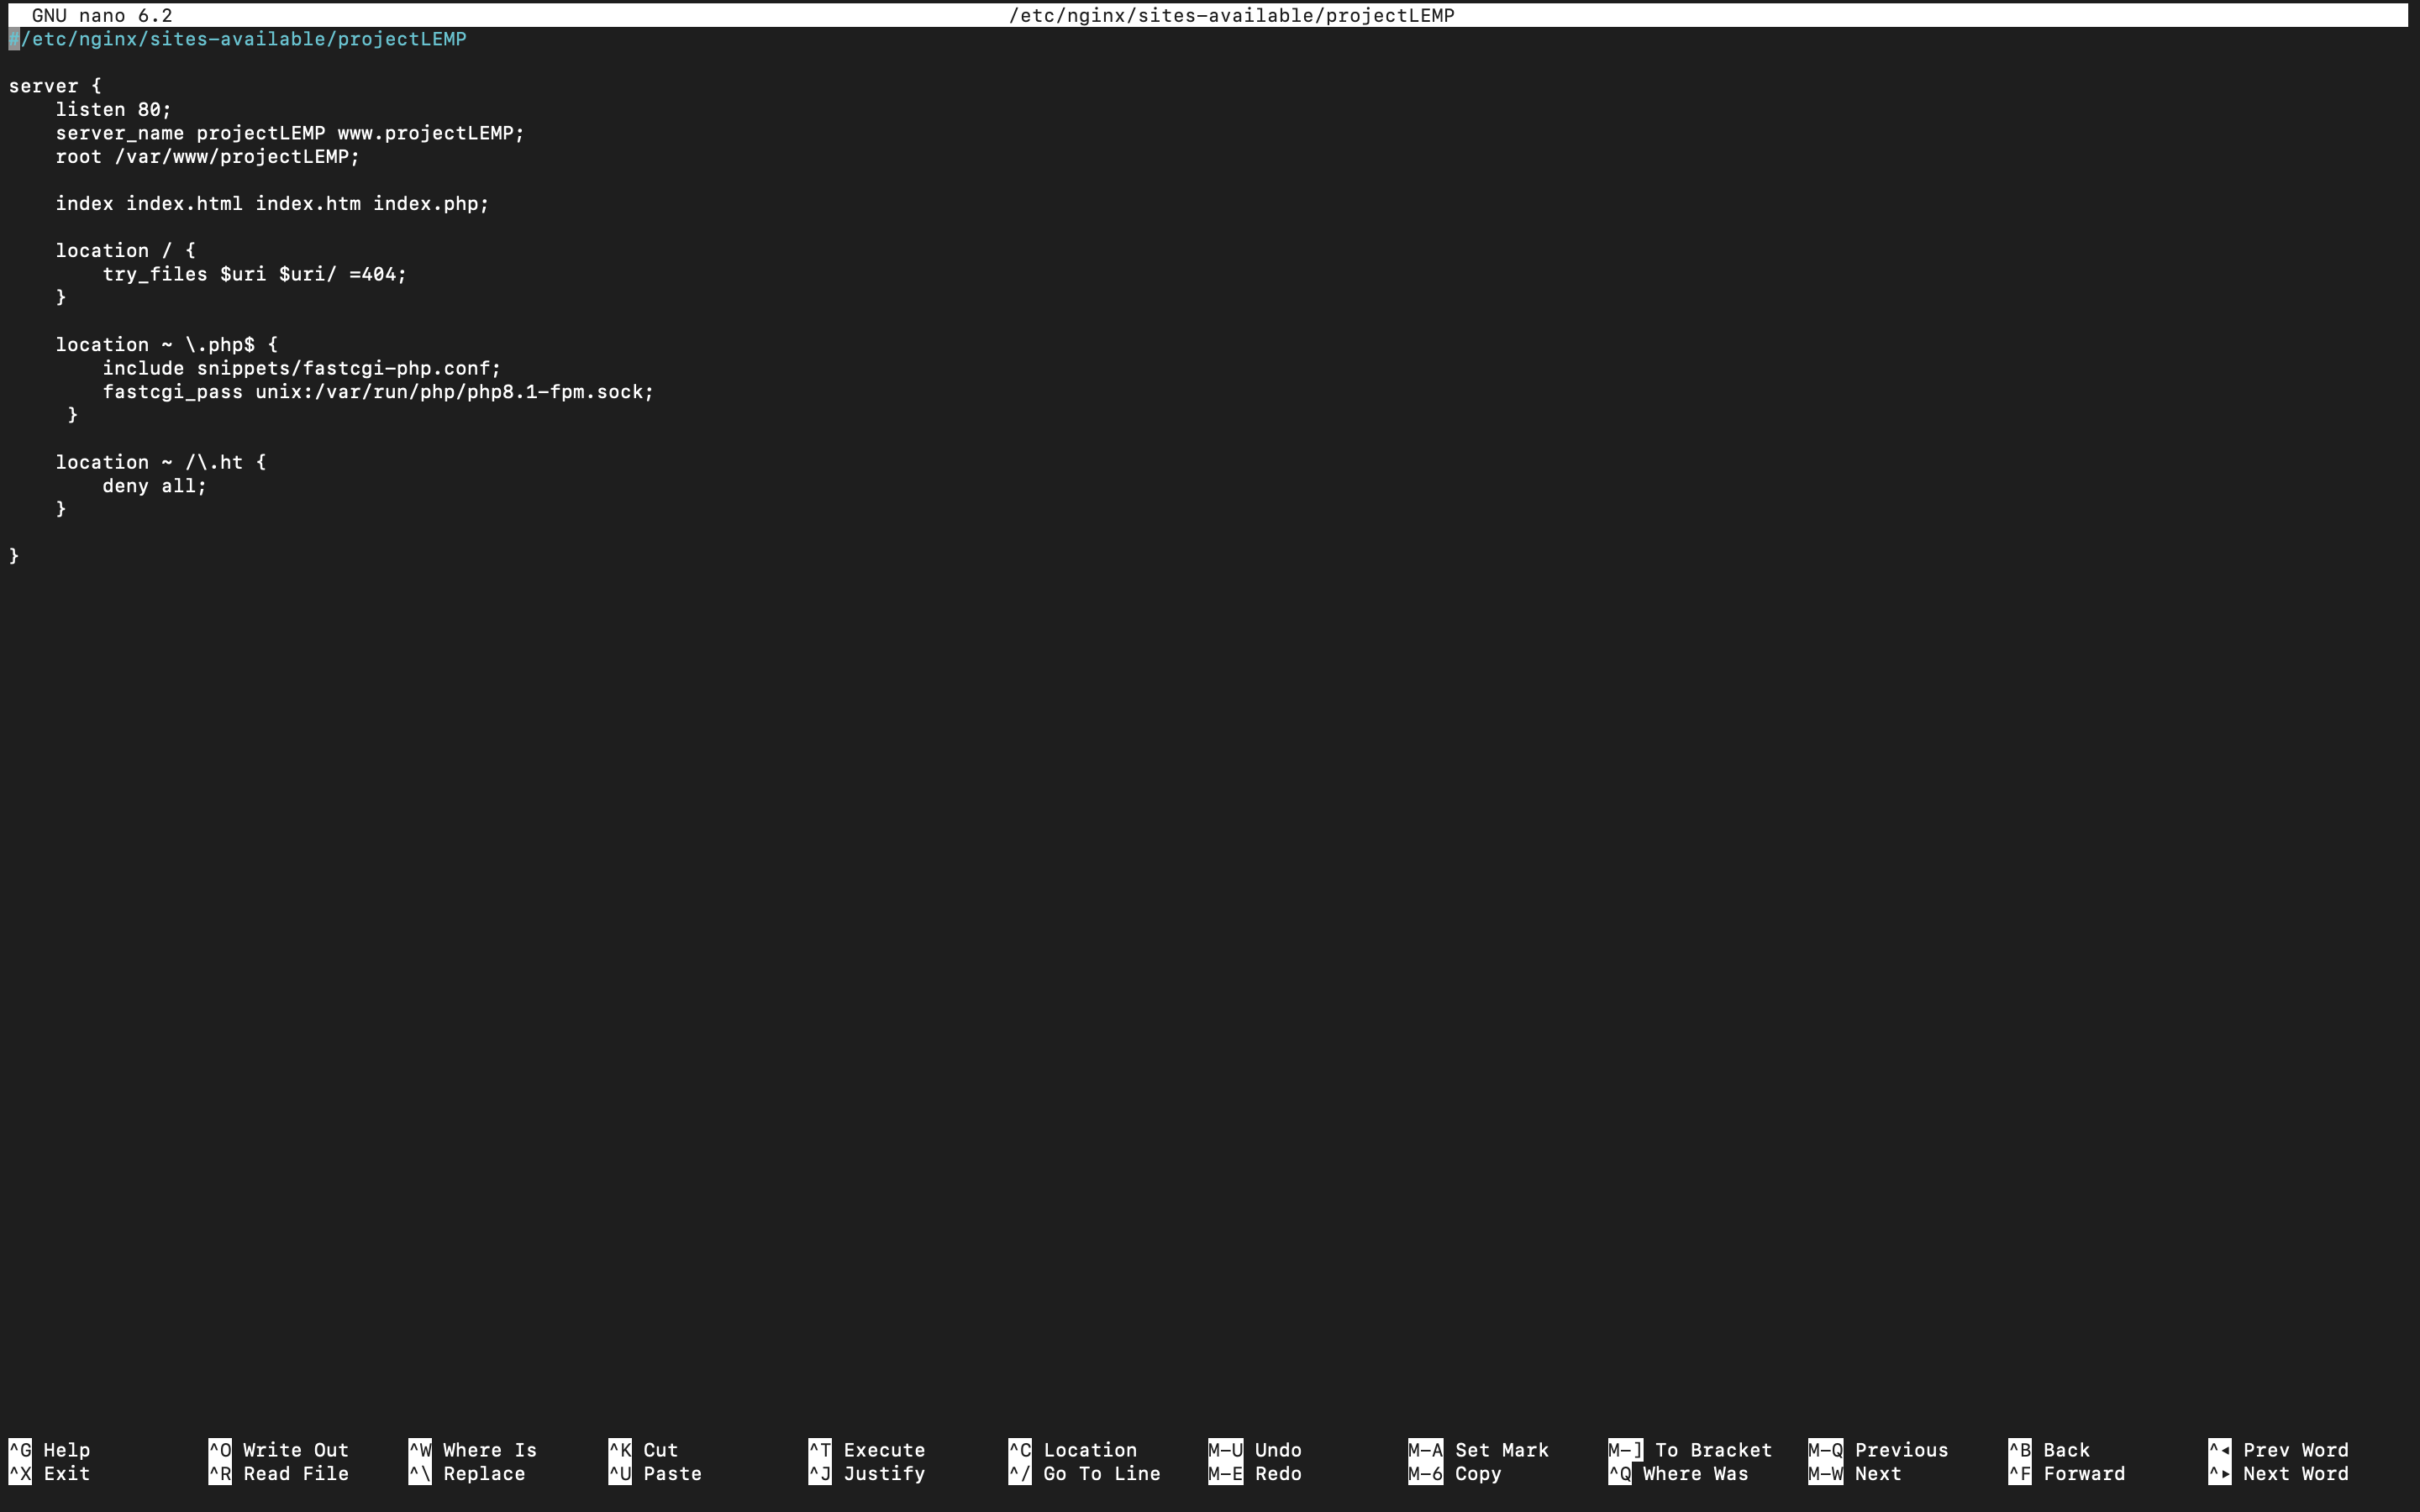 GNU nano 6.2 /etc/nginx/sites-available/projectLEMP
#/etc/nginx/sites-available/projectLEMP
server {
    listen 80;
    server_name projectLEMP www.projectLEMP;
    root /var/www/projectLEMP;
    index index.html index.htm index.php;
    location / {
        try_files $uri $uri/ =404;
    }
    location ~ \.php$ {
        include snippets/fastcgi-php.conf;
        fastcgi_pass unix:/var/run/php/php8.1-fpm.sock;
     }
    location ~ /\.ht {
        deny all;
    }
}
^G Help ^O Write Out ^W Where Is ^K Cut ^T Execute ^C Location M-U Undo M-A Set Mark M-] To Bracket M-Q Previous ^B Back ^◂ Prev Word
^X Exit ^R Read File ^\ Replace ^U Paste ^J Justify ^/ Go To Line M-E Redo M-6 Copy ^Q Where Was M-W Next ^F Forward ^▸ Next Word